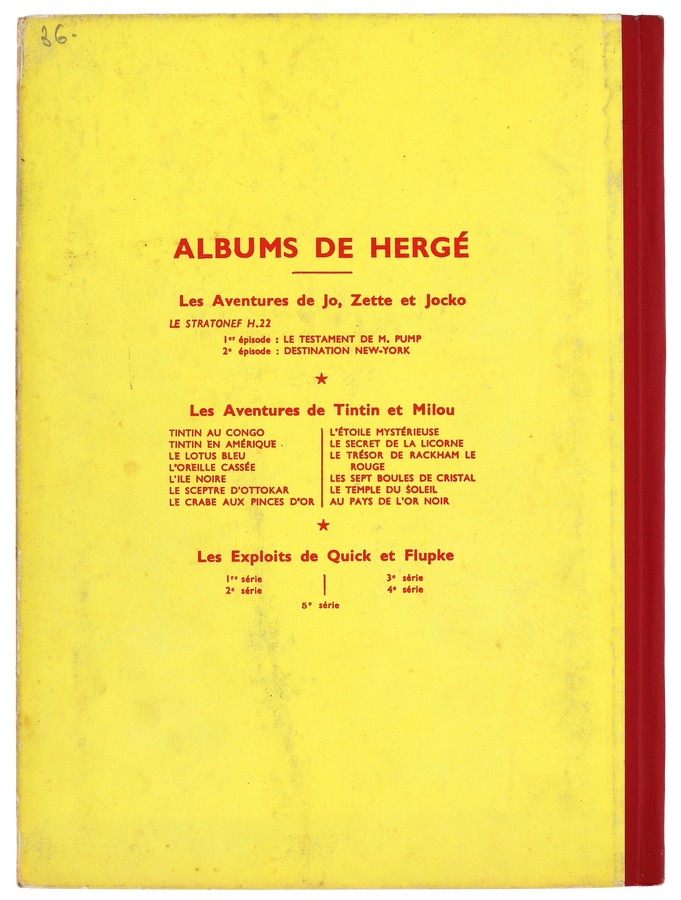 36-
ALBUMS DE HERGÉ
Les Aventures de Jo, Zette et Jocko
LE STRATONEF H.22
1er épisode : LE TESTAMENT DE M. PUMP
2e épisode : DESTINATION NEW-YORK
★
Les Aventures de Tintin et Milou
TINTIN AU CONGO
TINTIN EN AMÉRIQUE
LE LOTUS BLEU
L'OREILLE CASSÉE
L'ILE NOIRE
LE SCEPTRE D'OTTOKAR
LE CRABE AUX PINCES D'OR
L'ÉTOILE MYSTÉRIEUSE
LE SECRET DE LA LICORNE
LE TRÉSOR DE RACKHAM LE
ROUGE
LES SEPT BOULES DE CRISTAL
LE TEMPLE DU SOLEIL
AU PAYS DE L'OR NOIR
★
Les Exploits de Quick et Flupke
1re série
2e série
3e série
4e série
5e série